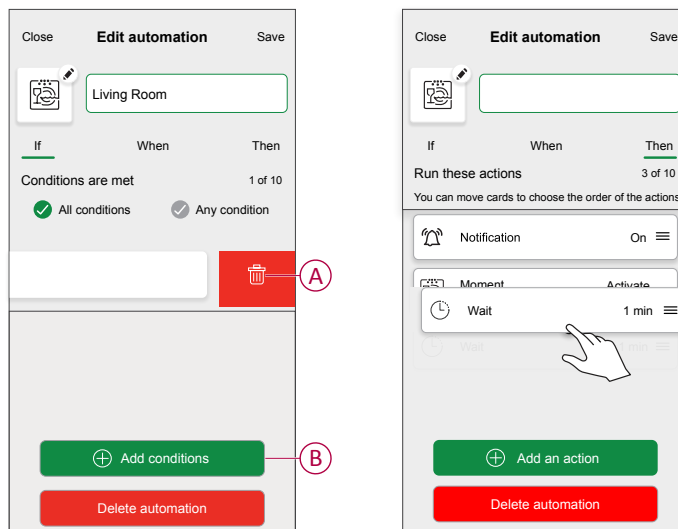 Close Edit automation Save
Living Room
If When Then
Conditions are met 1 of 10
All conditions Any condition
A
Add conditions
B
Delete automation
Close Edit automation Save
If When Then
Run these actions 3 of 10
You can move cards to choose the order of the actions
Notification On
Moment Activate
Wait 1 min
Wait 1 min
Add an action
Delete automation